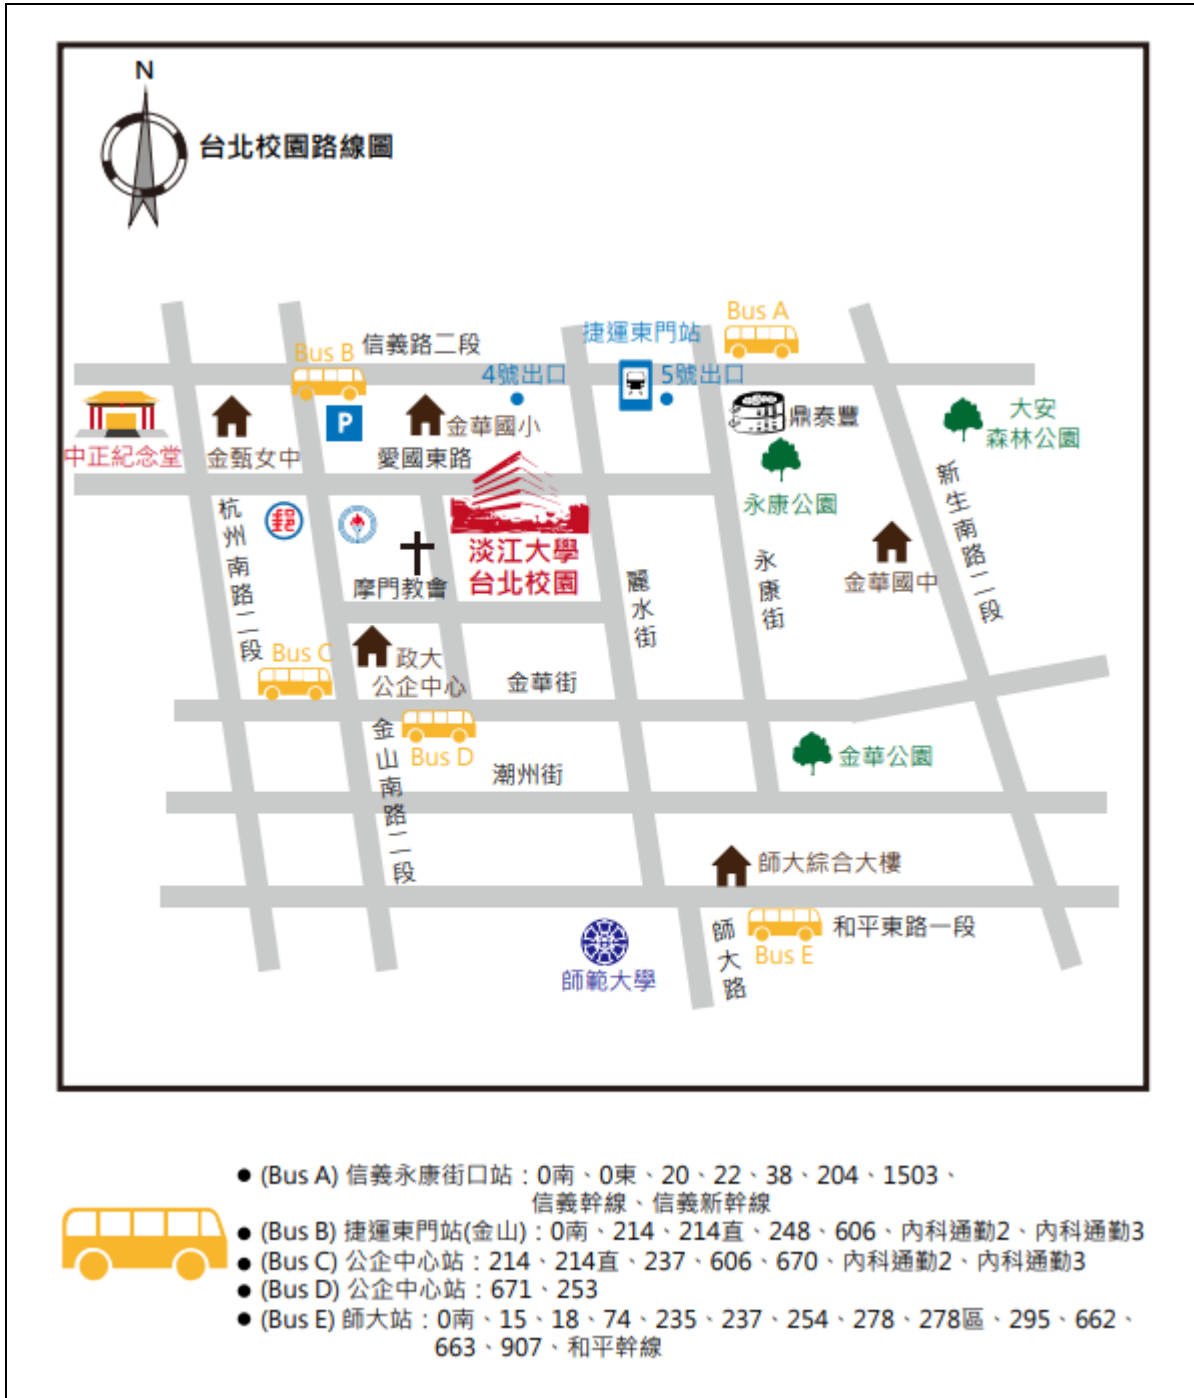 N
台北校園路線圖
Bus A
捷運東門站
信義路二段
Bus B
4號出口
5號出口
P
金華國小
鼎泰豐
大安
森林公園
中正紀念堂
金甌女中
愛國東路
永康公園
新生南路二段
杭州南路二段
郵
淡江大學
台北校園
摩門教會
麗水街
永康街
金華國中
Bus C
政大
公企中心
金華街
金山南路二段
Bus D
潮州街
金華公園
師大綜合大樓
師範大學
師大路
Bus E
和平東路一段
● (Bus A) 信義永康街口站：0南、0東、20、22、38、204、1503、
信義幹線、信義新幹線
● (Bus B) 捷運東門站(金山)：0南、214、214直、248、606、內科通勤2、內科通勤3
● (Bus C) 公企中心站：214、214直、237、606、670、內科通勤2、內科通勤3
● (Bus D) 公企中心站：671、253
● (Bus E) 師大站：0南、15、18、74、235、237、254、278、278區、295、662、
663、907、和平幹線